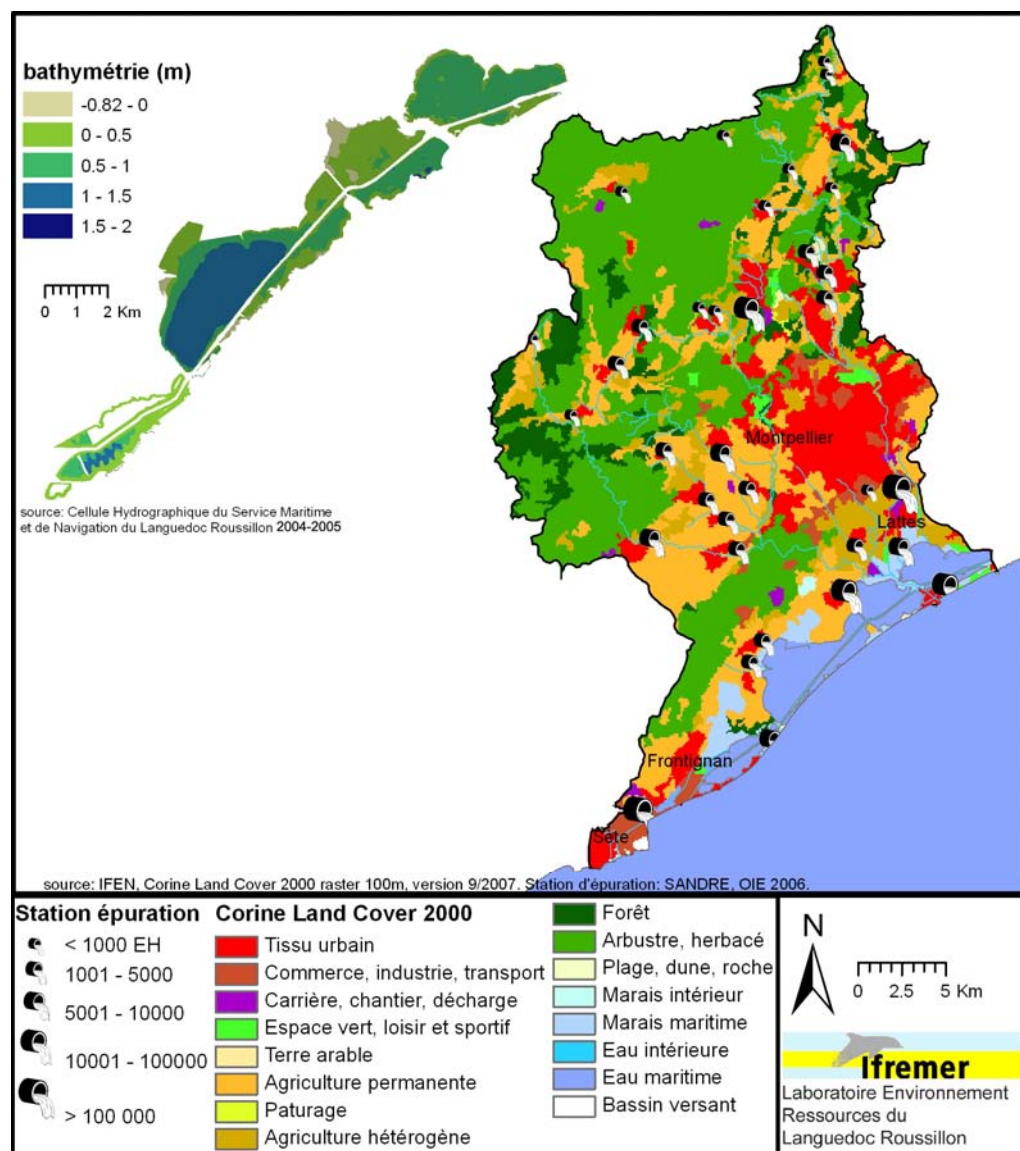 bathymétrie (m)
-0.82 - 0
0 - 0.5
0.5 - 1
1 - 1.5
1.5 - 2
0 1 2 Km
source: Cellule Hydrographique du Service Maritime
et de Navigation du Languedoc Roussillon 2004-2005
Montpellier
Lattes
Frontignan
Sète
source: IFEN, Corine Land Cover 2000 raster 100m, version 9/2007. Station d'épuration: SANDRE, OIE 2006.
Station épuration
< 1000 EH
1001 - 5000
5001 - 10000
10001 - 100000
> 100 000
Corine Land Cover 2000
Tissu urbain
Commerce, industrie, transport
Carrière, chantier, décharge
Espace vert, loisir et sportif
Terre arable
Agriculture permanente
Paturage
Agriculture hétérogène
Forêt
Arbustre, herbacé
Plage, dune, roche
Marais intérieur
Marais maritime
Eau intérieure
Eau maritime
Bassin versant
N
0 2.5 5 Km
Ifremer
Laboratoire Environnement
Ressources du
Languedoc Roussillon